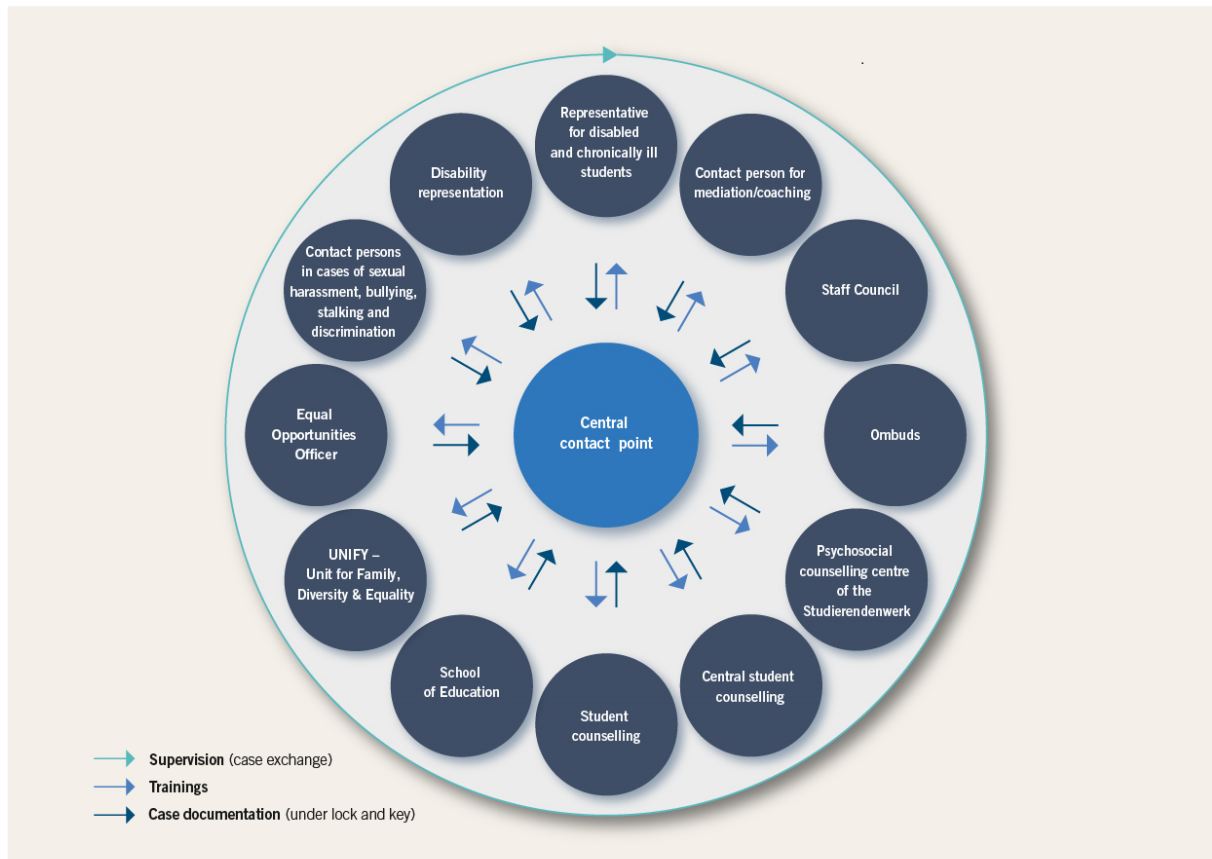 Representative
for disabled
and chronically ill
students
Contact person for
mediation/coaching
Staff Council
Ombuds
Psychosocial
counselling centre
of the
Studierendenwerk
Central student
counselling
Student
counselling
School
of Education
UNIFY –
Unit for Family,
Diversity & Equality
Equal
Opportunities
Officer
Contact persons
in cases of sexual
harassment, bullying,
stalking and
discrimination
Disability
representation
Central
contact point
Supervision (case exchange)
Trainings
Case documentation (under lock and key)